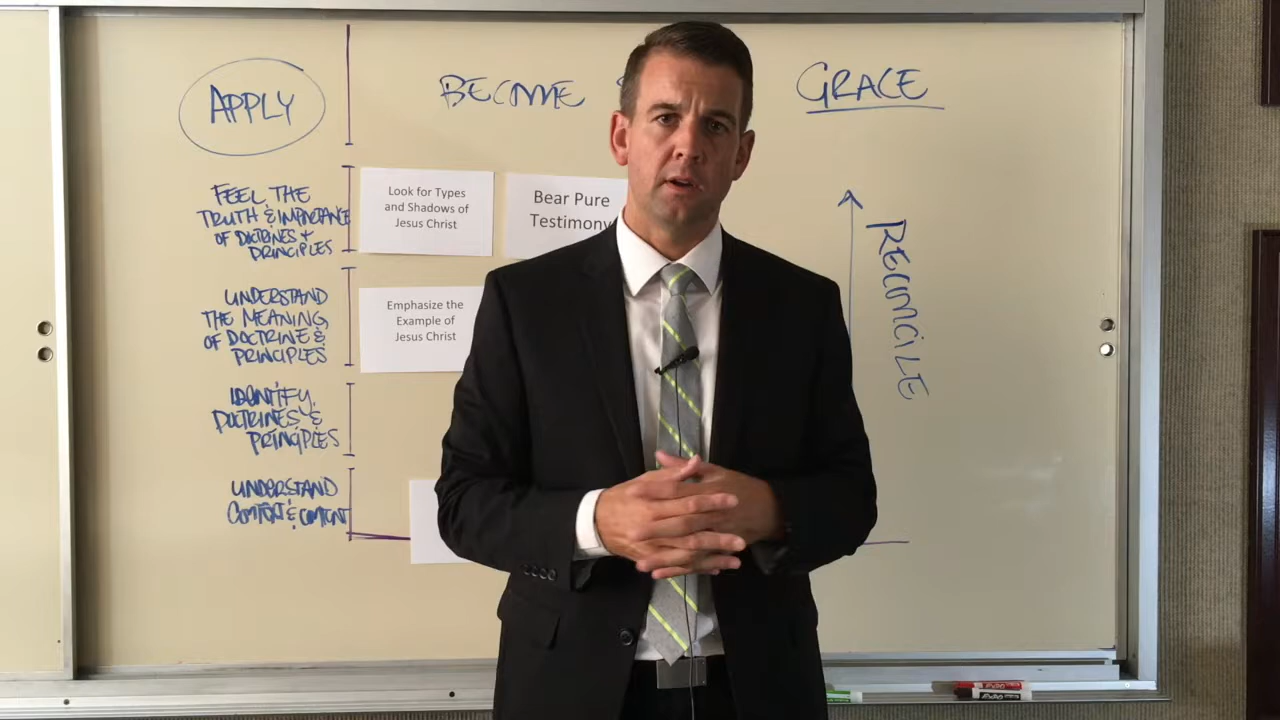 APPLY
BECOME
GRACE
FEEL THE
TRUTH & IMPORTANCE
OF DOCTRINES +
PRINCIPLES
Look for Types
and Shadows of
Jesus Christ
Bear Pure
Testimony
UNDERSTAND
THE MEANING
OF DOCTRINE &
PRINCIPLES
Emphasize the
Example of
Jesus Christ
RECONCILE
IDENTIFY
DOCTRINES &
PRINCIPLES
UNDERSTAND
CONTEXT & CONTENT
EXPO
EXPO